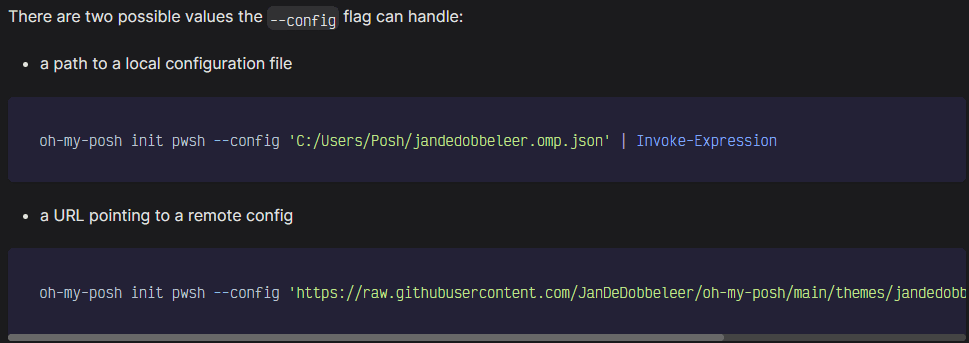 There are two possible values the --config flag can handle:
a path to a local configuration file
oh-my-posh init pwsh --config 'C:/Users/Posh/jandedobbeleer.omp.json' | Invoke-Expression
a URL pointing to a remote config
oh-my-posh init pwsh --config 'https://raw.githubusercontent.com/JanDeDobbeleer/oh-my-posh/main/themes/jandedobb